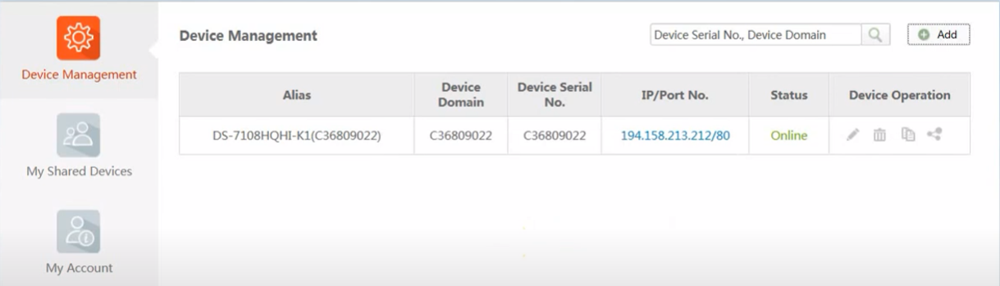 Device Management
Device Management
Device Serial No., Device Domain
Add
Alias
Device Domain
Device Serial No.
IP/Port No.
Status
Device Operation
DS-7108HQHI-K1(C36809022)
C36809022
C36809022
194.158.213.212/80
Online
My Shared Devices
My Account